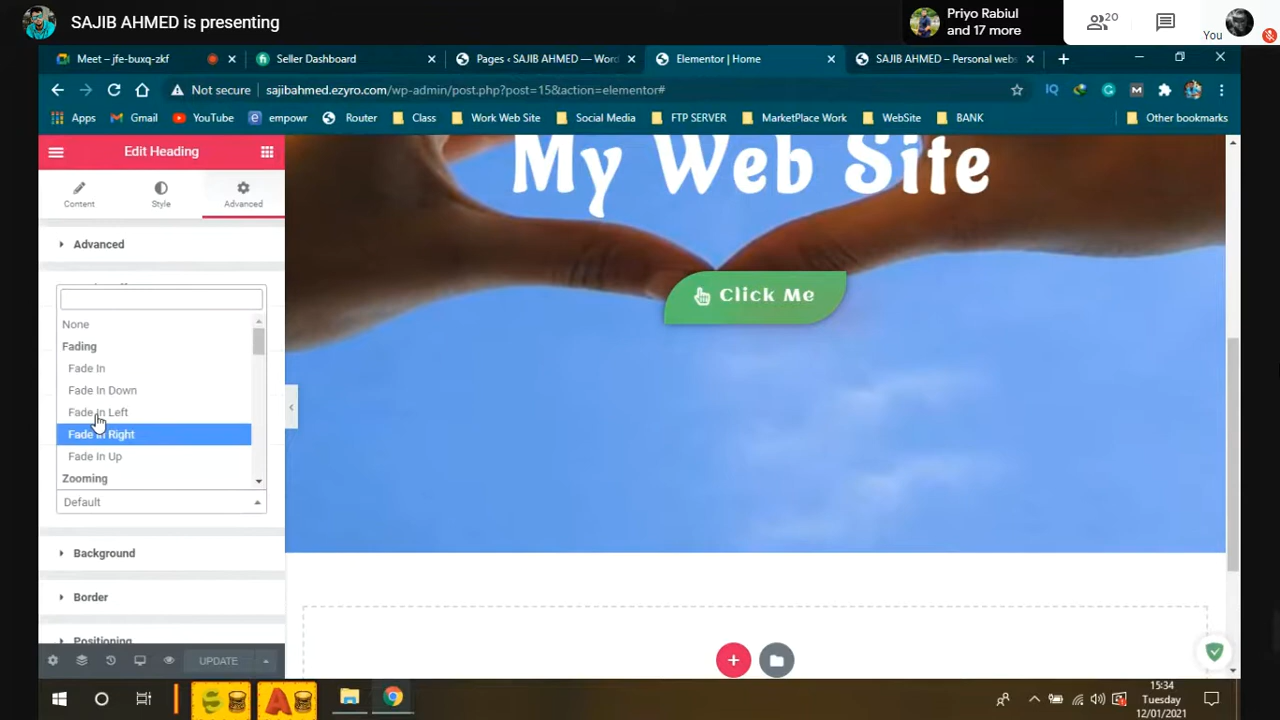 SAJIB AHMED is presenting
Priyo Rabiul
and 17 more
20
You
Meet – jfe-buxq-zkf
Seller Dashboard
Pages ‹ SAJIB AHMED — Word
Elementor | Home
SAJIB AHMED – Personal webs
Not secure
sajibahmed.ezyro.com/wp-admin/post.php?post=15&action=elementor#
Apps
Gmail
YouTube
empowr
Router
Class
Work Web Site
Social Media
FTP SERVER
MarketPlace Work
WebSite
BANK
Other bookmarks
Edit Heading
Content
Style
Advanced
Advanced
None
Fading
Fade In
Fade In Down
Fade In Left
Fade In Right
Fade In Up
Zooming
Default
Background
Border
Positioning
UPDATE
My Web Site
Click Me
15:34
Tuesday
12/01/2021